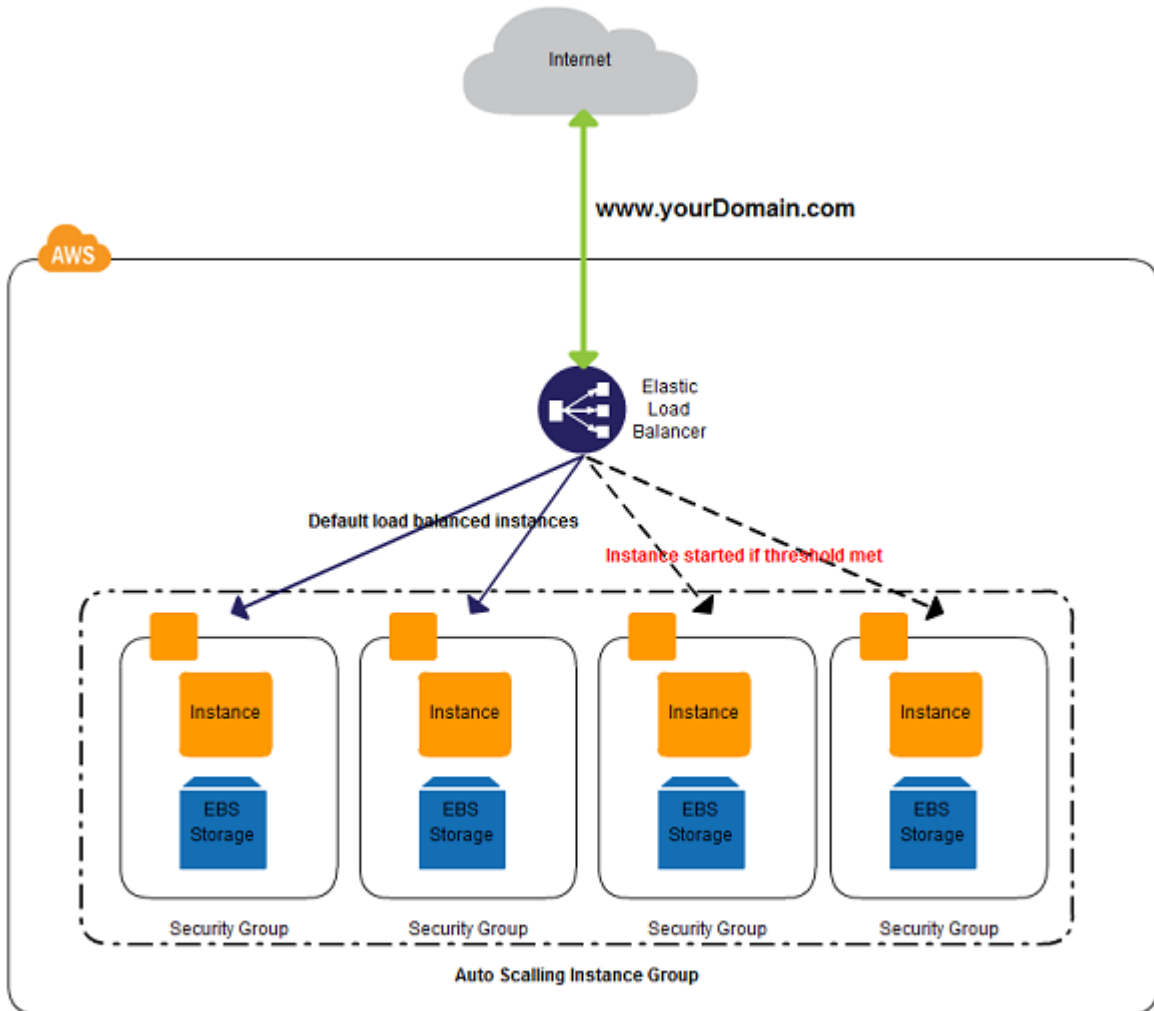 Internet
www.yourDomain.com
AWS
Elastic
Load
Balancer
Default load balanced instances
Instance started if threshold met
Instance
Instance
Instance
Instance
EBS
Storage
EBS
Storage
EBS
Storage
EBS
Storage
Security Group
Security Group
Security Group
Security Group
Auto Scalling Instance Group